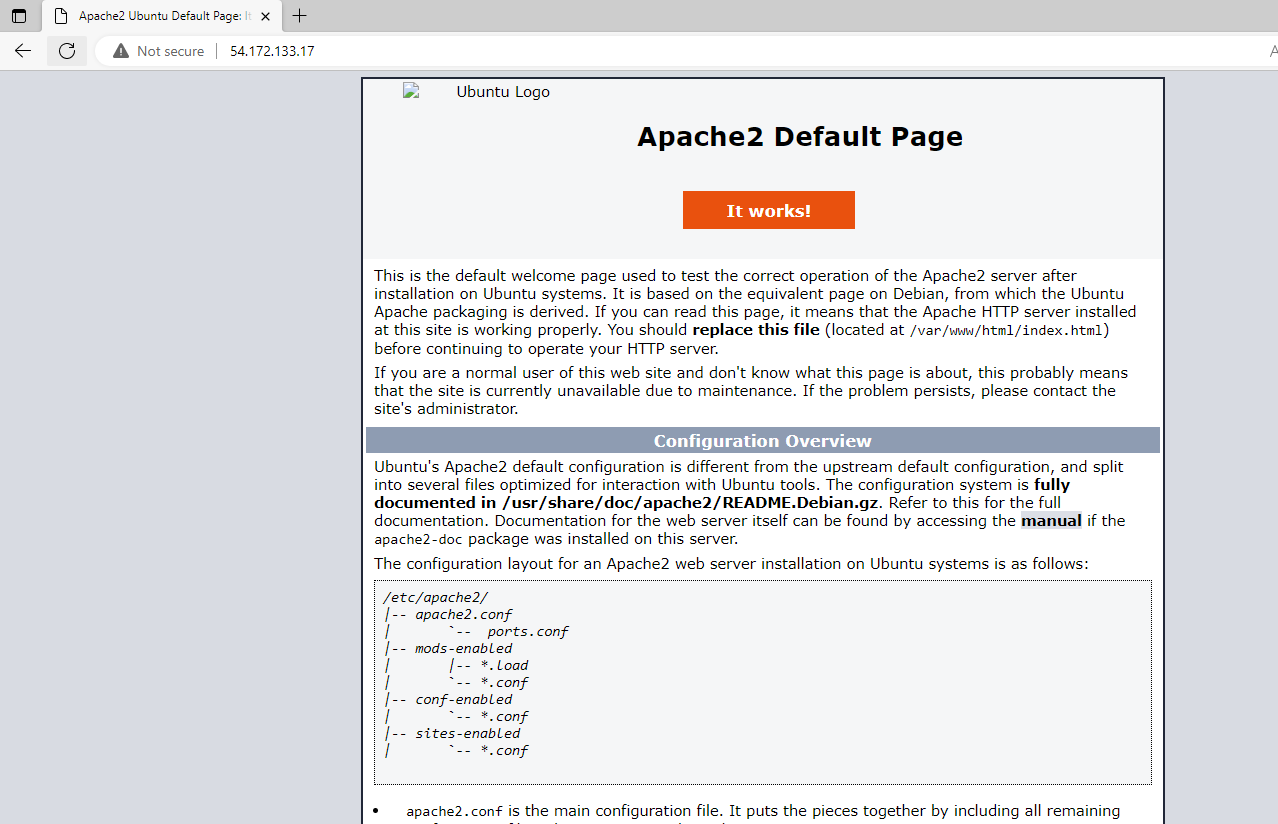 Apache2 Ubuntu Default Page: It
Not secure
54.172.133.17
Ubuntu Logo
Apache2 Default Page
It works!
This is the default welcome page used to test the correct operation of the Apache2 server after
installation on Ubuntu systems. It is based on the equivalent page on Debian, from which the Ubuntu
Apache packaging is derived. If you can read this page, it means that the Apache HTTP server installed
at this site is working properly. You should replace this file (located at /var/www/html/index.html)
before continuing to operate your HTTP server.
If you are a normal user of this web site and don't know what this page is about, this probably means
that the site is currently unavailable due to maintenance. If the problem persists, please contact the
site's administrator.
Configuration Overview
Ubuntu's Apache2 default configuration is different from the upstream default configuration, and split
into several files optimized for interaction with Ubuntu tools. The configuration system is fully
documented in /usr/share/doc/apache2/README.Debian.gz. Refer to this for the full
documentation. Documentation for the web server itself can be found by accessing the manual if the
apache2-doc package was installed on this server.
The configuration layout for an Apache2 web server installation on Ubuntu systems is as follows:
/etc/apache2/
|-- apache2.conf
|       `--  ports.conf
|-- mods-enabled
|       |-- *.load
|       `-- *.conf
|-- conf-enabled
|       `-- *.conf
|-- sites-enabled
|       `-- *.conf
• apache2.conf is the main configuration file. It puts the pieces together by including all remaining